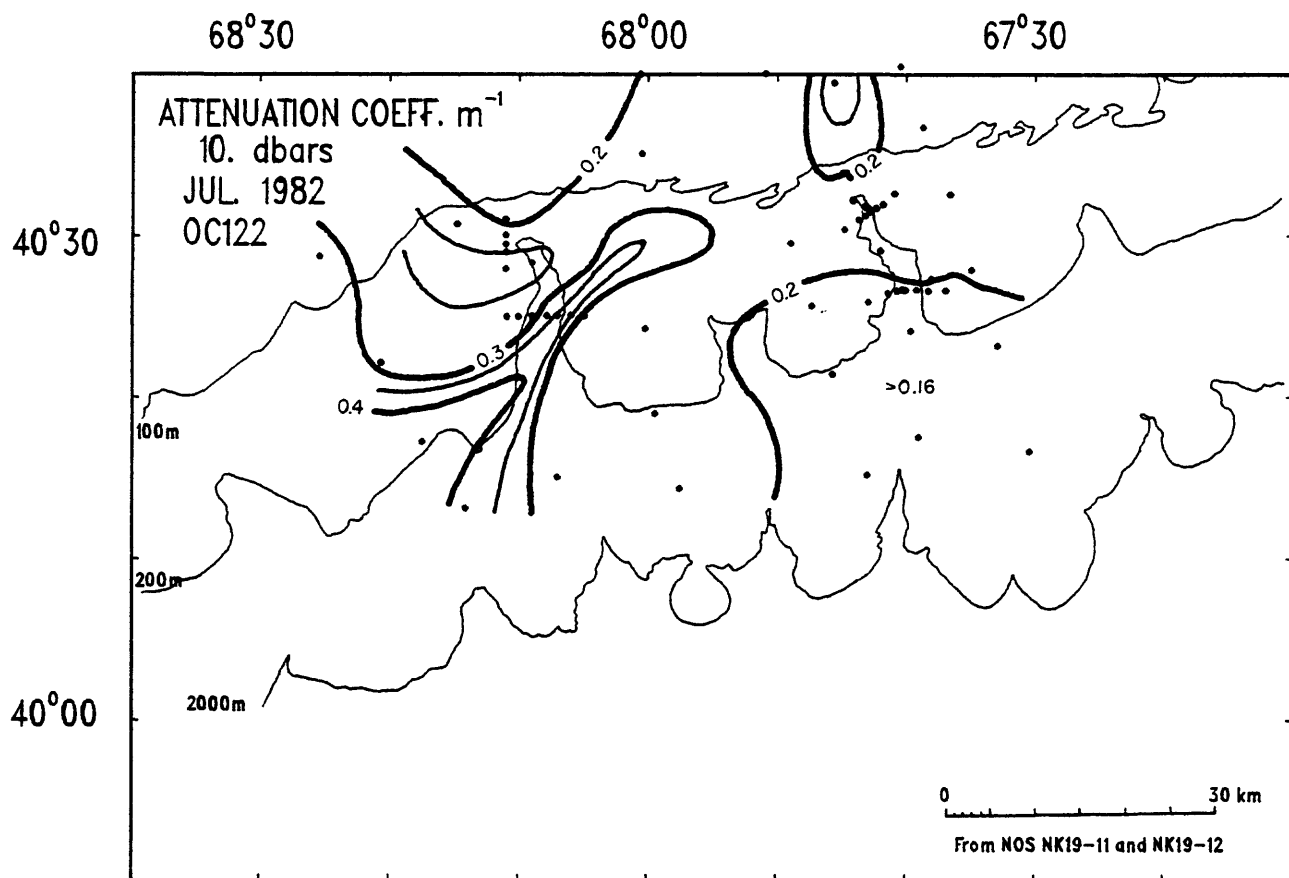 68°30 68°00 67°30
ATTENUATION COEFF. m⁻¹
10. dbars
JUL. 1982
OC122
0.2
0.2
40°30
0.2
0.3
>0.16
0.4
100m
200m
2000m
40°00
0 30 km
From NOS NK19-11 and NK19-12